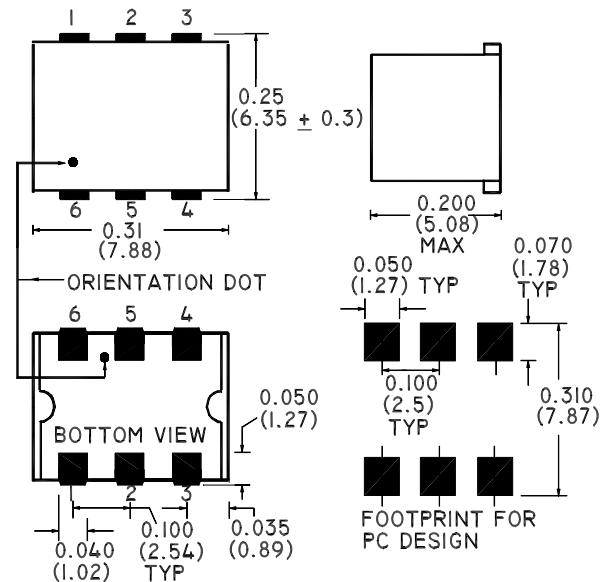 1 2 3
0.25
(6.35 ± 0.3)
6 5 4
0.31
(7.88)
0.200
(5.08)
MAX
ORIENTATION DOT
0.050
(1.27) TYP
0.070
(1.78)
TYP
6 5 4
0.100
(2.5)
TYP
0.310
(7.87)
0.050
(1.27)
BOTTOM VIEW
2 3
0.040
(1.02)
0.100
(2.54)
TYP
0.035
(0.89)
FOOTPRINT FOR
PC DESIGN